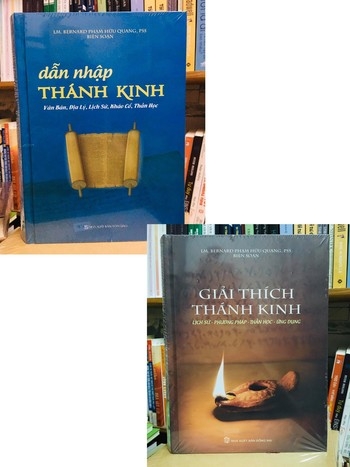 LM. BERNARD PHẠM HỮU QUANG, PSS
BIÊN SOẠN
dẫn nhập
THÁNH KINH
Văn Bản, Địa Lý, Lịch Sử, Khảo Cổ, Thần Học
LM. BERNARD PHẠM HỮU QUANG, PSS
BIÊN SOẠN
GIẢI THÍCH
THÁNH KINH
LỊCH SỬ - PHƯƠNG PHÁP - THẦN HỌC - ỨNG DỤNG